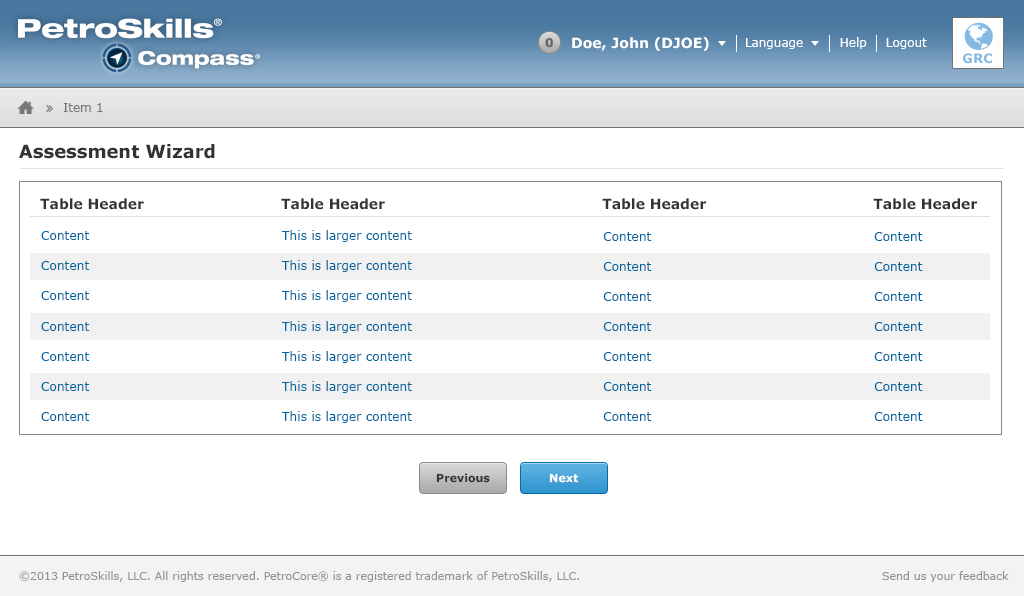 PetroSkills®
Compass®
0 Doe, John (DJOE) Language Help Logout
GRC
» Item 1
Assessment Wizard
Table Header Table Header Table Header Table Header
Content This is larger content Content Content
Content This is larger content Content Content
Content This is larger content Content Content
Content This is larger content Content Content
Content This is larger content Content Content
Content This is larger content Content Content
Content This is larger content Content Content
Previous Next
©2013 PetroSkills, LLC. All rights reserved. PetroCore® is a registered trademark of PetroSkills, LLC. Send us your feedback